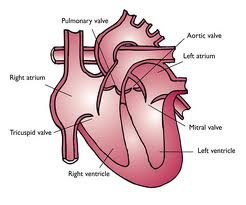 Pulmonary valve
Aortic valve
Left atrium
Right atrium
Tricuspid valve
Mitral valve
Left ventricle
Right ventricle